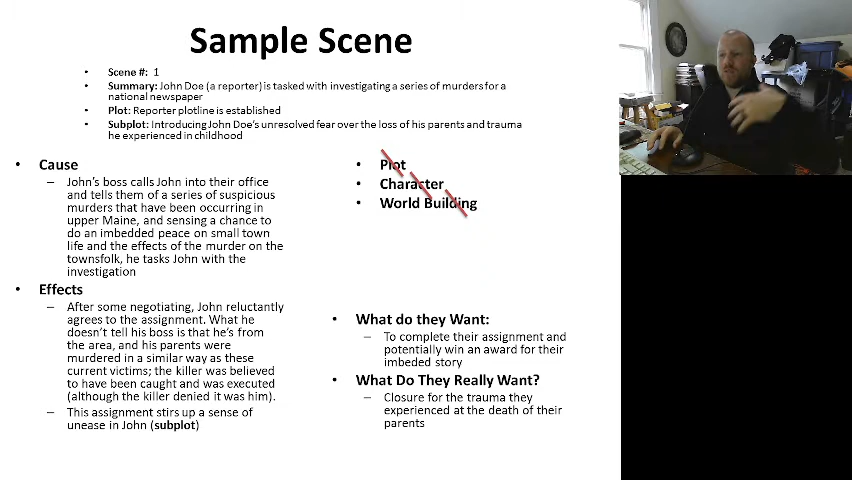 Sample Scene
• Scene #: 1
• Summary: John Doe (a reporter) is tasked with investigating a series of murders for a
national newspaper
• Plot: Reporter plotline is established
• Subplot: Introducing John Doe's unresolved fear over the loss of his parents and trauma
he experienced in childhood
• Cause
– John's boss calls John into their office
and tells them of a series of suspicious
murders that have been occurring in
upper Maine, and sensing a chance to
do an imbedded peace on small town
life and the effects of the murder on the
townsfolk, he tasks John with the
investigation
• Effects
– After some negotiating, John reluctantly
agrees to the assignment. What he
doesn't tell his boss is that he's from
the area, and his parents were
murdered in a similar way as these
current victims; the killer was believed
to have been caught and was executed
(although the killer denied it was him).
– This assignment stirs up a sense of
unease in John (subplot)
• Plot
• Character
• World Building
• What do they Want:
– To complete their assignment and
potentially win an award for their
imbeded story
• What Do They Really Want?
– Closure for the trauma they
experienced at the death of their
parents